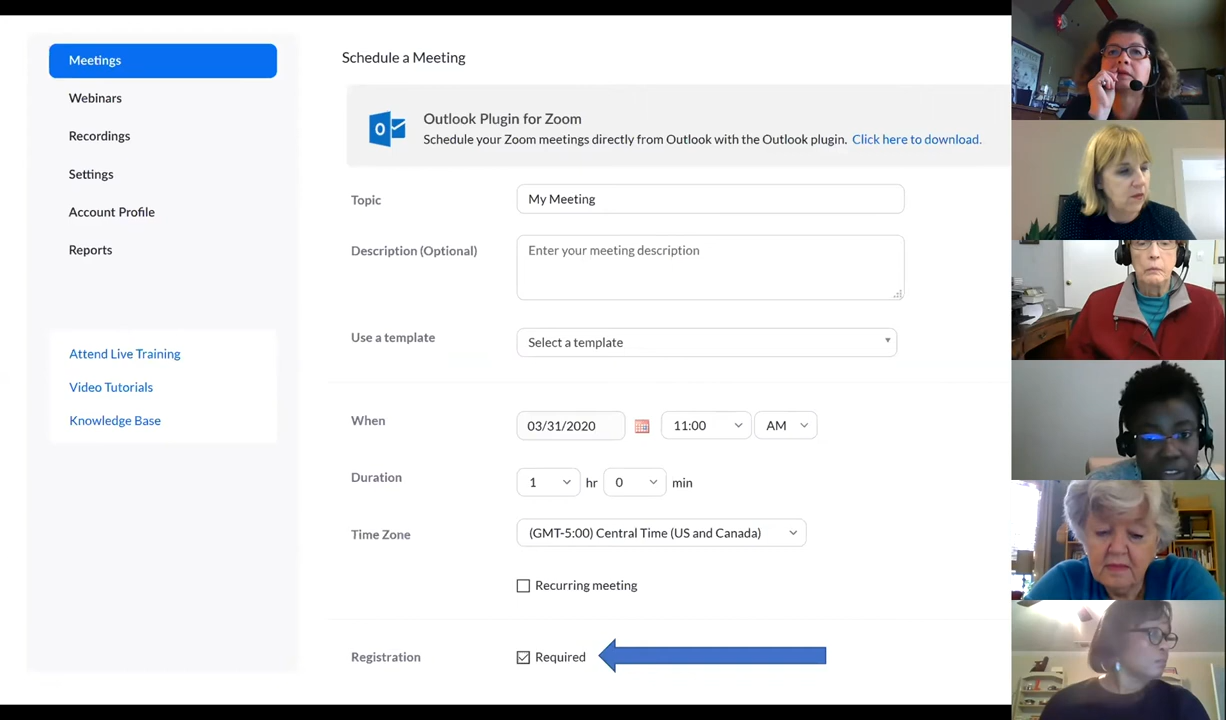 Meetings
Webinars
Recordings
Settings
Account Profile
Reports
Attend Live Training
Video Tutorials
Knowledge Base
Schedule a Meeting
Outlook Plugin for Zoom
Schedule your Zoom meetings directly from Outlook with the Outlook plugin. Click here to download.
Topic My Meeting
Description (Optional) Enter your meeting description
Use a template Select a template
When 03/31/2020 11:00 AM
Duration 1 hr 0 min
Time Zone (GMT-5:00) Central Time (US and Canada)
Recurring meeting
Registration Required